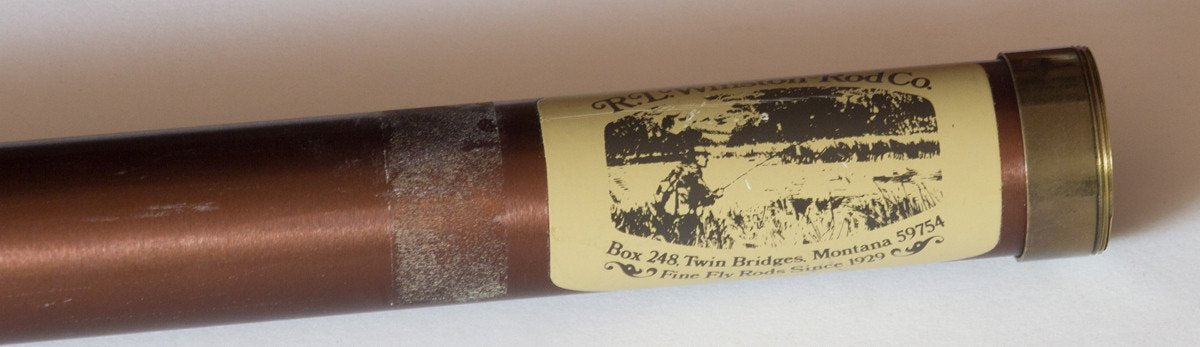 R.L. Winston Rod Co.
Box 248, Twin Bridges, Montana 59754
Fine Fly Rods Since 1929